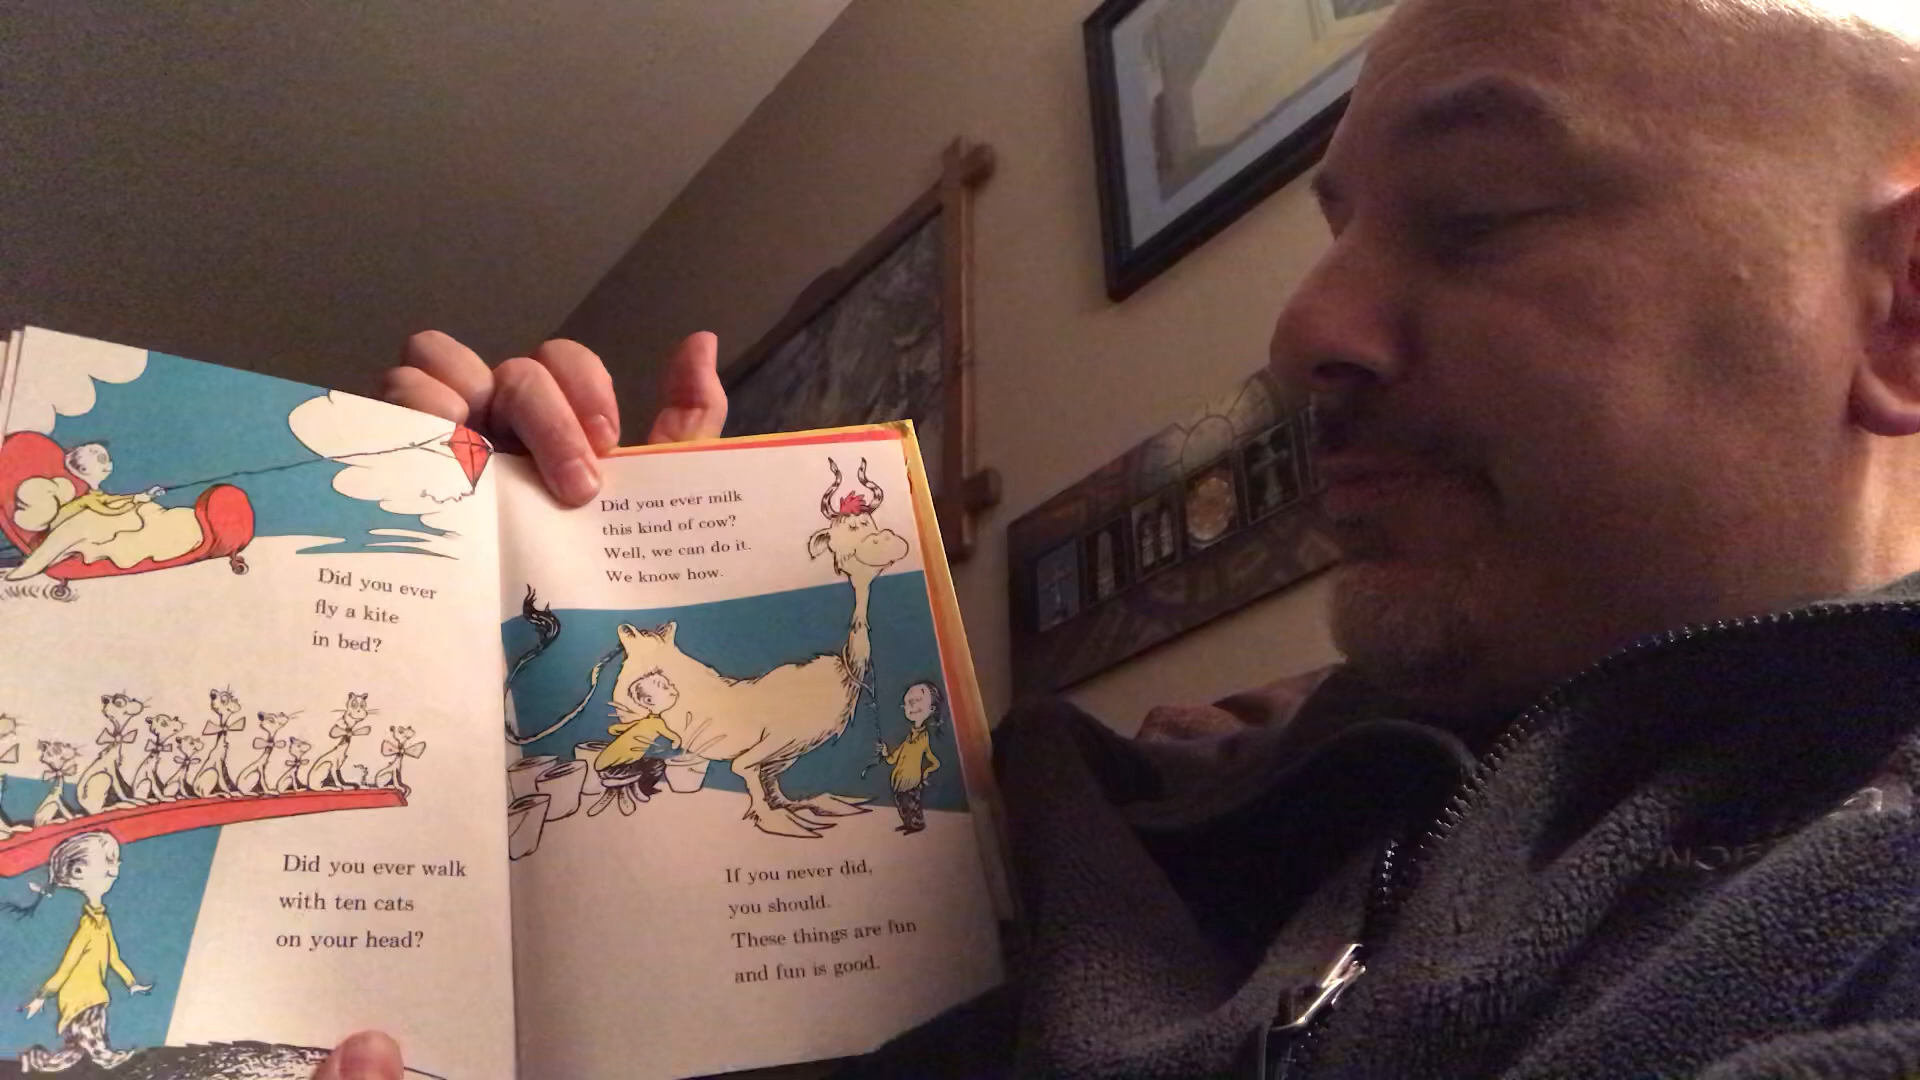 Did you ever
fly a kite
in bed?
Did you ever walk
with ten cats
on your head?
Did you ever milk
this kind of cow?
Well, we can do it.
We know how.
If you never did,
you should.
These things are fun
and fun is good.